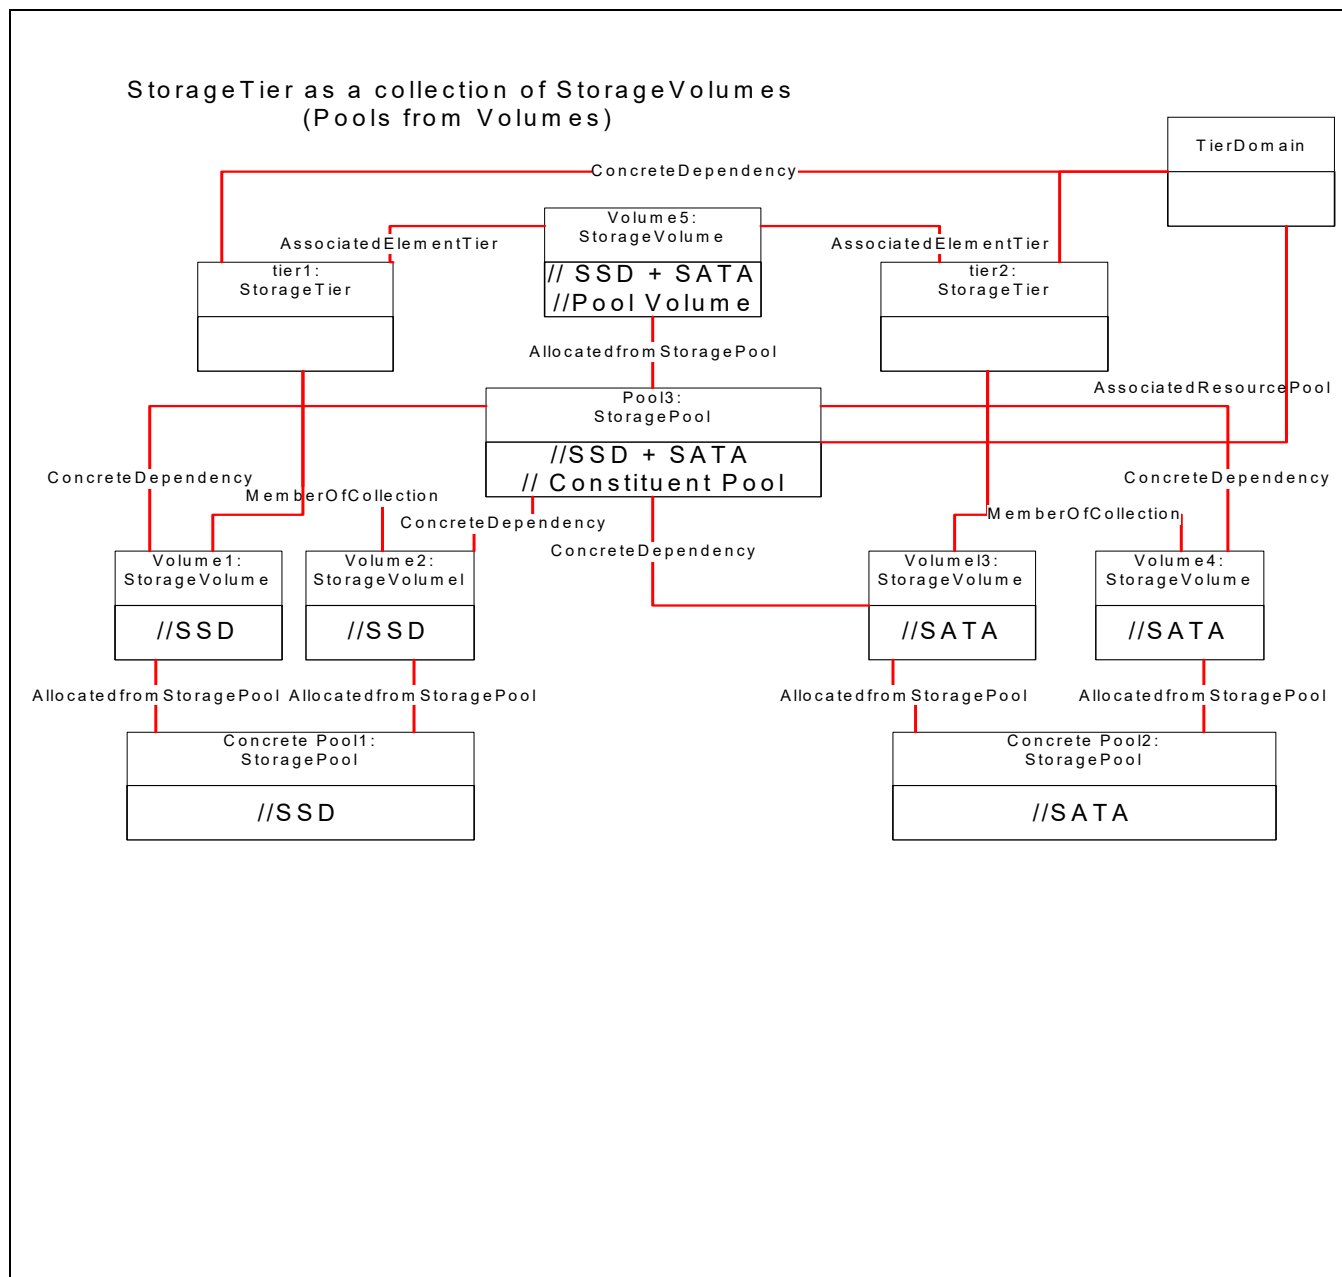 StorageTier as a collection of StorageVolumes
(Pools from Volumes)
TierDomain
ConcreteDependency
Volume5:
StorageVolume
// SSD + SATA
//Pool Volume
AssociatedElementTier
AssociatedElementTier
tier1:
StorageTier
tier2:
StorageTier
AllocatedfromStoragePool
AssociatedResourcePool
Pool3:
StoragePool
//SSD + SATA
// Constituent Pool
ConcreteDependency
MemberOfCollection
ConcreteDependency
ConcreteDependency
MemberOfCollection
ConcreteDependency
Volume1:
StorageVolume
//SSD
Volume2:
StorageVolumel
//SSD
Volumel3:
StorageVolume
//SATA
Volume4:
StorageVolume
//SATA
AllocatedfromStoragePool
AllocatedfromStoragePool
AllocatedfromStoragePool
AllocatedfromStoragePool
Concrete Pool1:
StoragePool
//SSD
Concrete Pool2:
StoragePool
//SATA